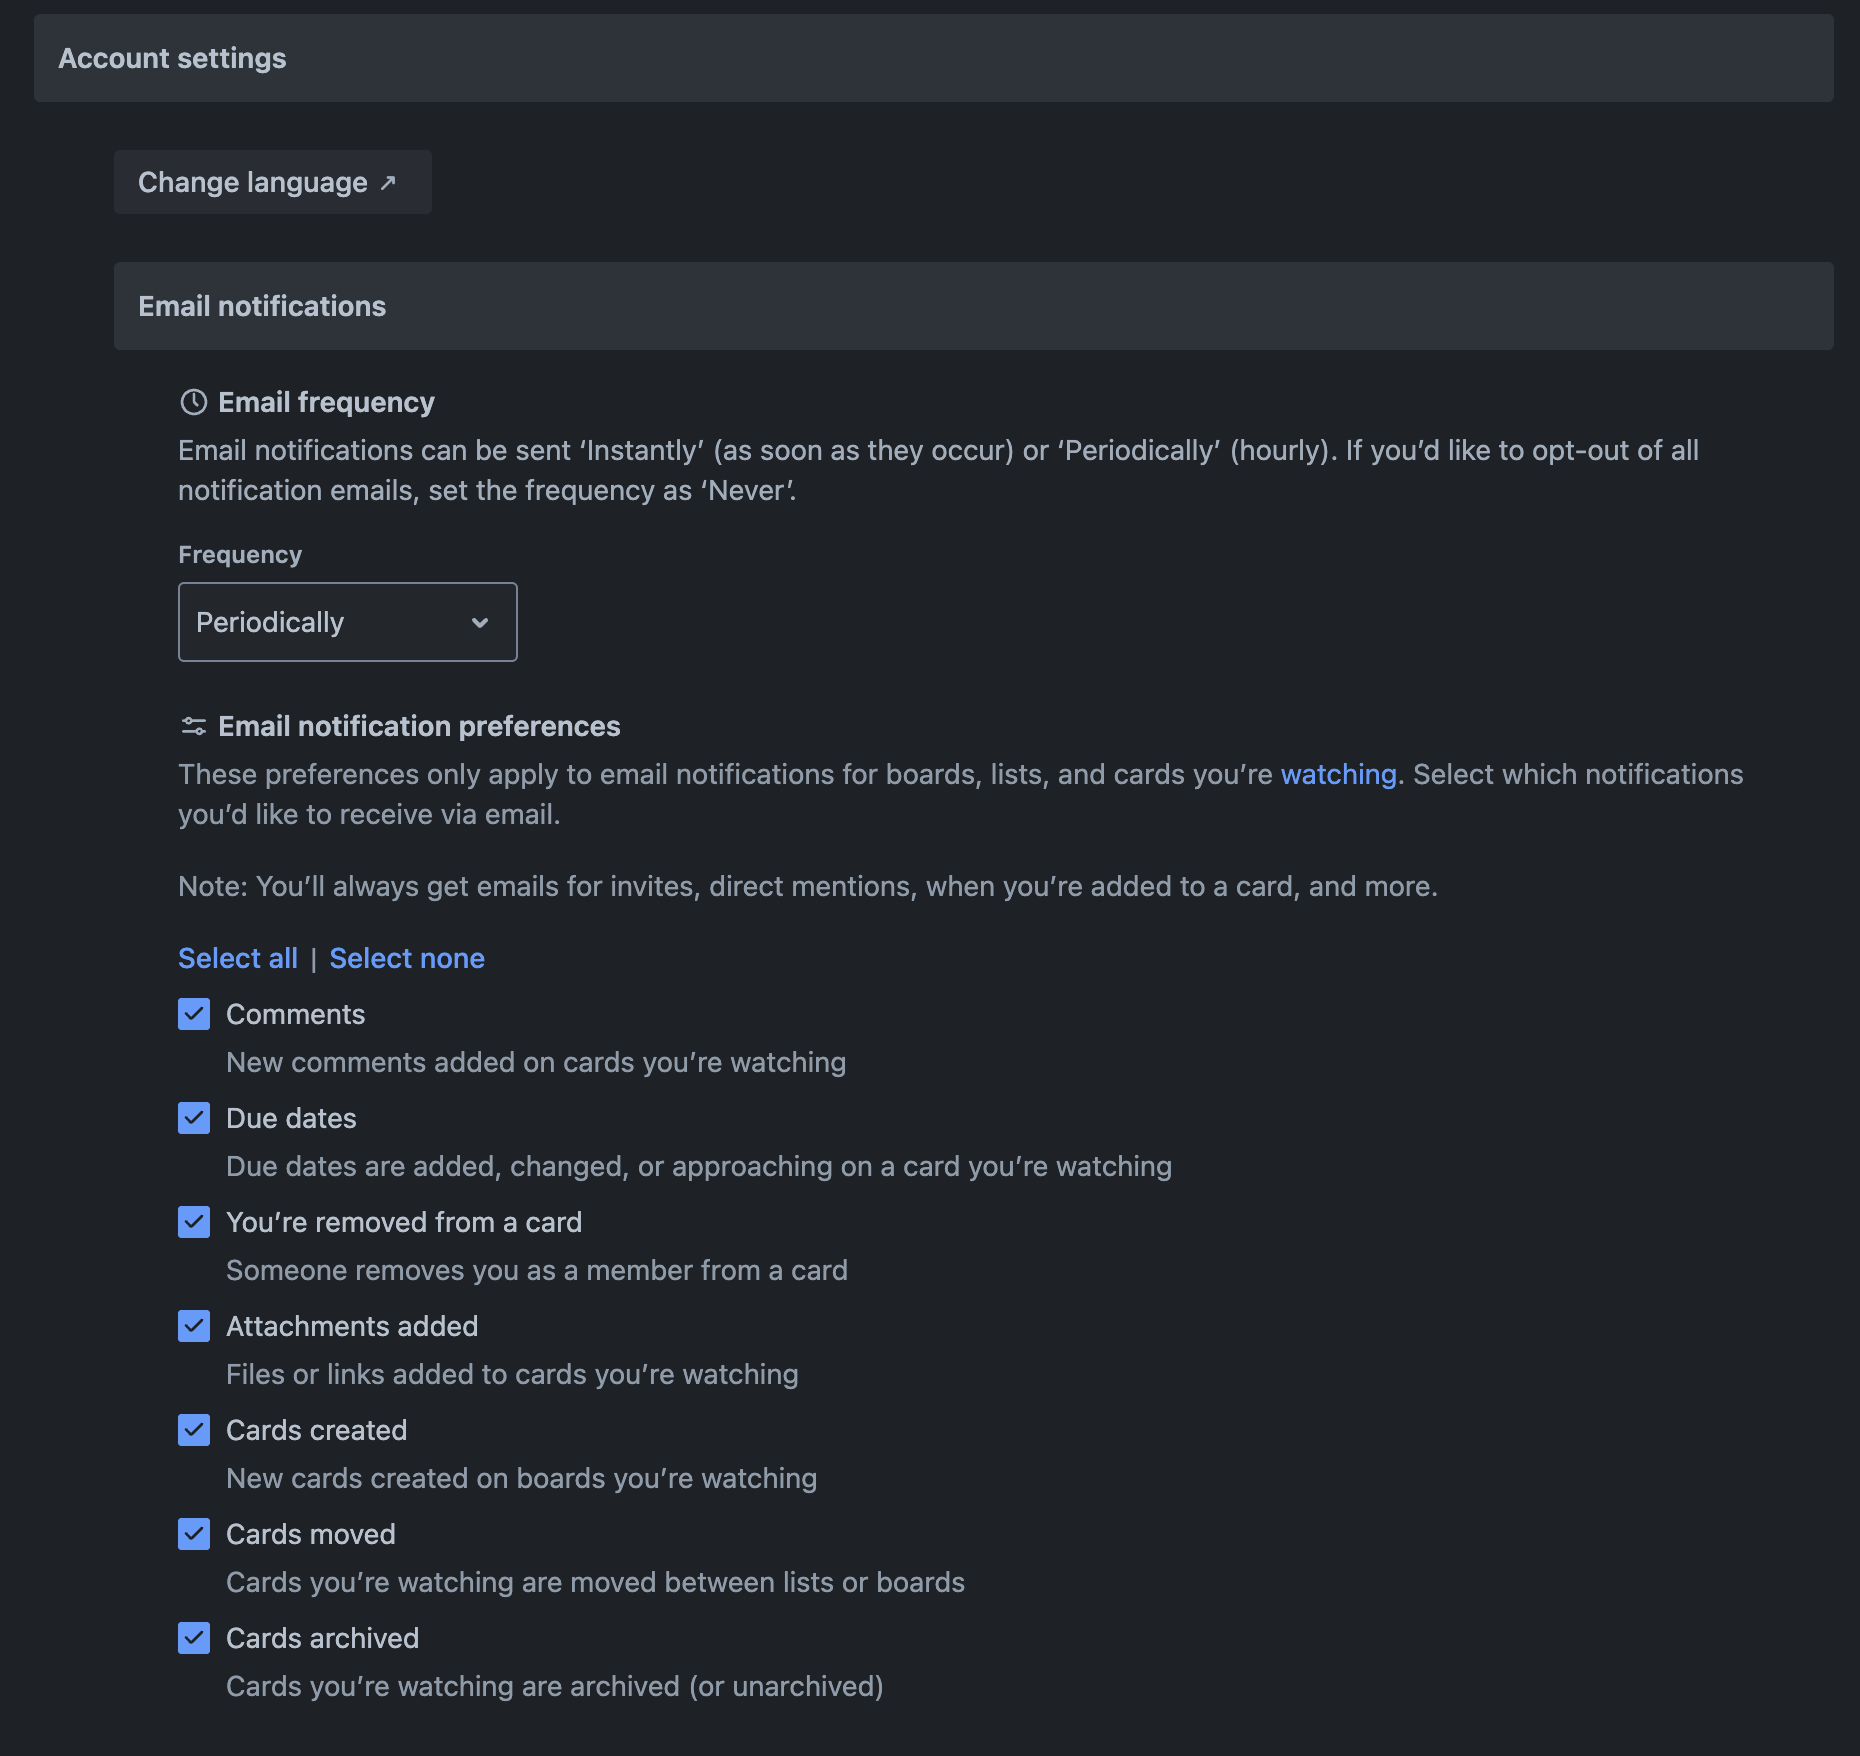 Account settings
Change language ↗
Email notifications
Email frequency
Email notifications can be sent ‘Instantly’ (as soon as they occur) or ‘Periodically’ (hourly). If you’d like to opt-out of all
notification emails, set the frequency as ‘Never’.
Frequency
Periodically
Email notification preferences
These preferences only apply to email notifications for boards, lists, and cards you’re watching. Select which notifications
you’d like to receive via email.
Note: You’ll always get emails for invites, direct mentions, when you’re added to a card, and more.
Select all | Select none
Comments
New comments added on cards you’re watching
Due dates
Due dates are added, changed, or approaching on a card you’re watching
You’re removed from a card
Someone removes you as a member from a card
Attachments added
Files or links added to cards you’re watching
Cards created
New cards created on boards you’re watching
Cards moved
Cards you’re watching are moved between lists or boards
Cards archived
Cards you’re watching are archived (or unarchived)